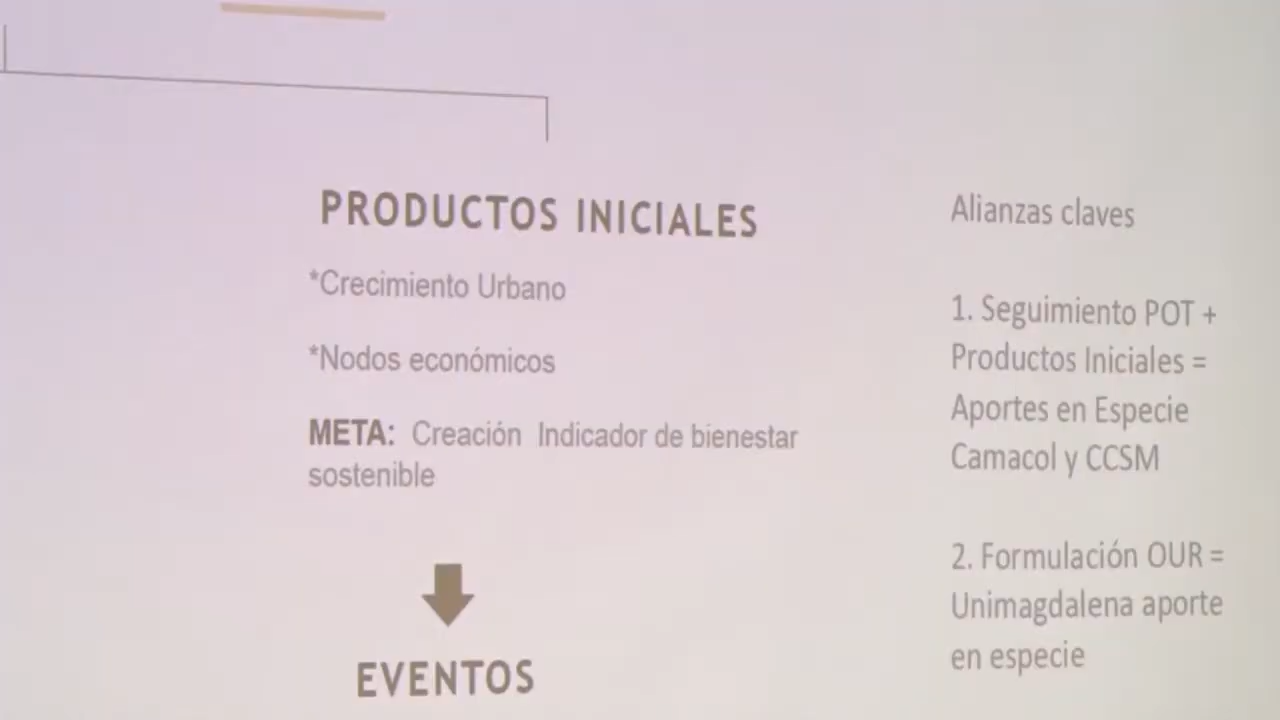 PRODUCTOS INICIALES
*Crecimiento Urbano
*Nodos económicos
META: Creación Indicador de bienestar
sostenible
EVENTOS
Alianzas claves
1. Seguimiento POT +
Productos Iniciales =
Aportes en Especie
Camacol y CCSM
2. Formulación OUR =
Unimagdalena aporte
en especie